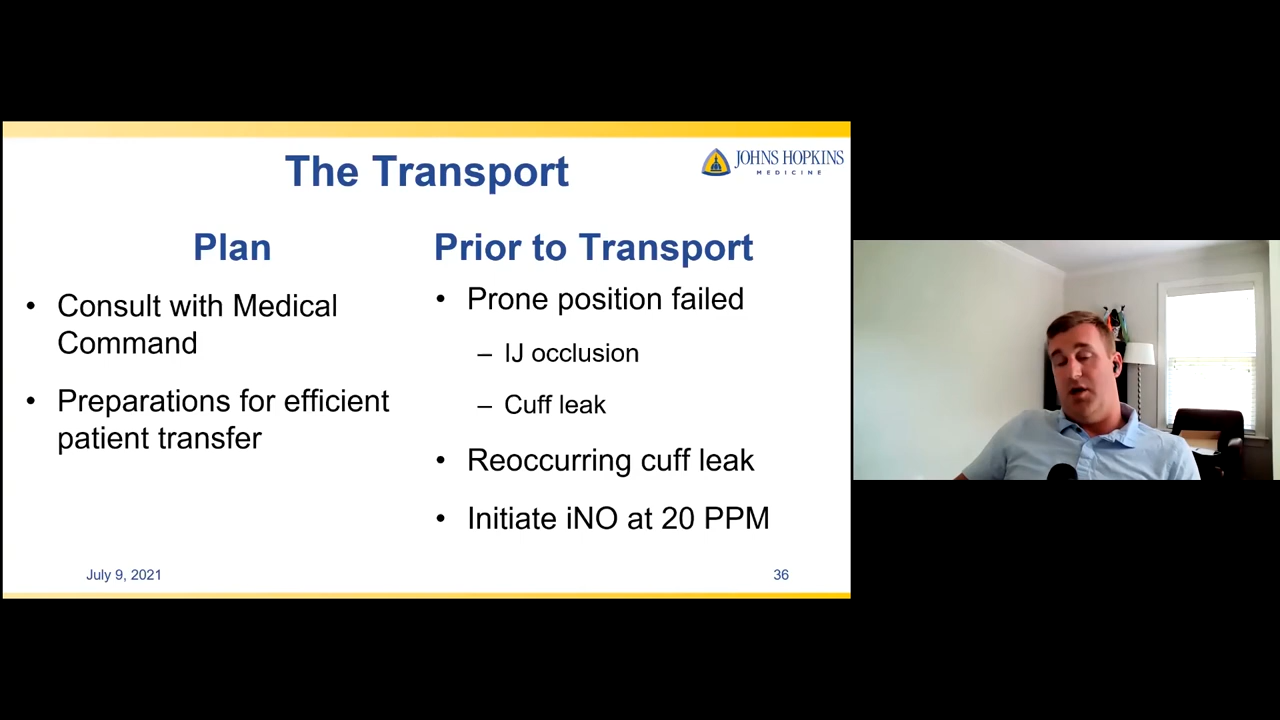 The Transport
JOHNS HOPKINS
MEDICINE
Plan
• Consult with Medical
Command
• Preparations for efficient
patient transfer
Prior to Transport
• Prone position failed
– IJ occlusion
– Cuff leak
• Reoccurring cuff leak
• Initiate iNO at 20 PPM
July 9, 2021
36